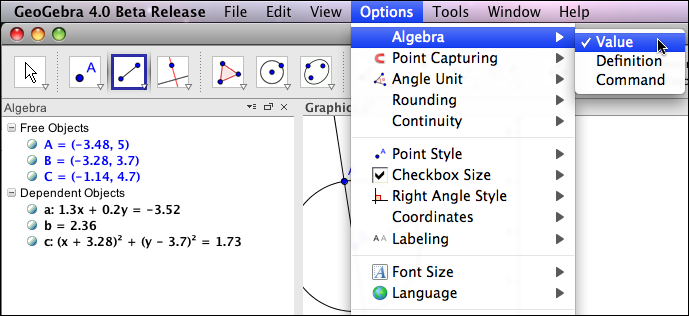 GeoGebra 4.0 Beta Release File Edit View Options Tools Window Help
Algebra
Value
Definition
Command
Point Capturing
Angle Unit
Rounding
Continuity
Point Style
Checkbox Size
Right Angle Style
Coordinates
AA Labeling
A Font Size
Language
A
Algebra
Graphic
Free Objects
A = (−3.48, 5)
B = (−3.28, 3.7)
C = (−1.14, 4.7)
Dependent Objects
a: 1.3x + 0.2y = −3.52
b = 2.36
c: (x + 3.28)² + (y − 3.7)² = 1.73